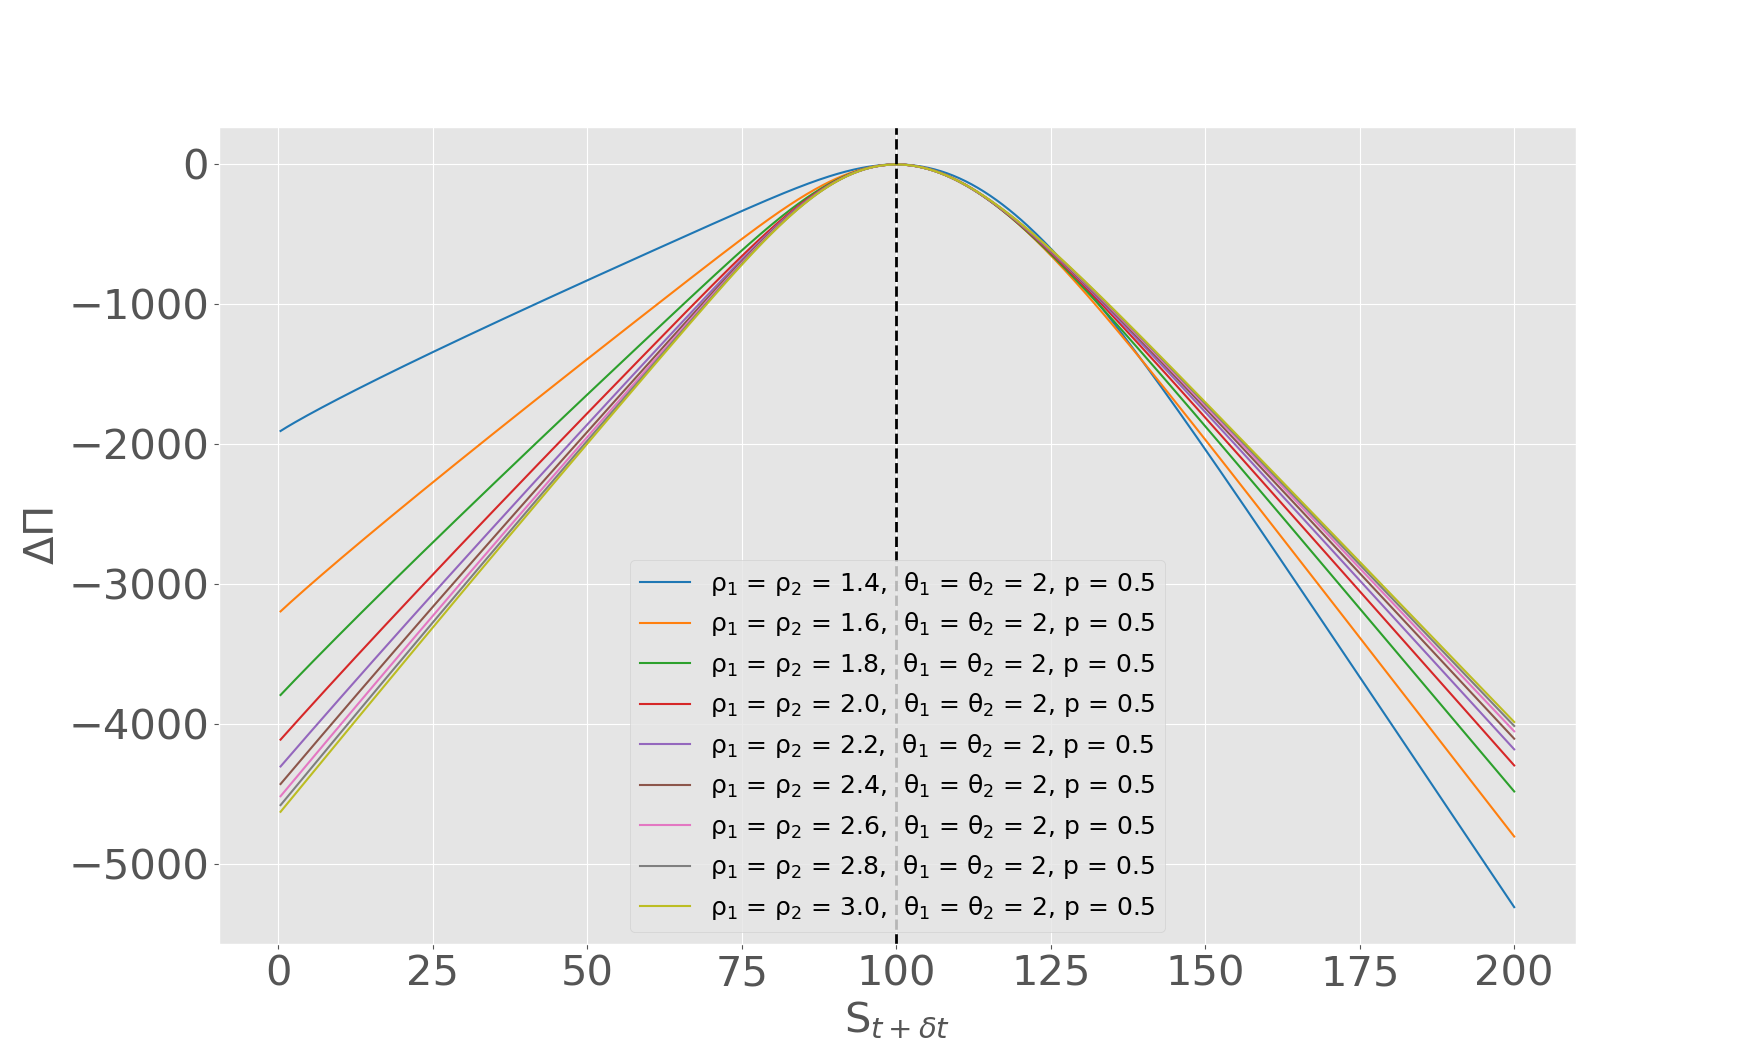 0
−1000
−2000
−3000
−4000
−5000
ΔΠ
ρ₁ = ρ₂ = 1.4, θ₁ = θ₂ = 2, p = 0.5
ρ₁ = ρ₂ = 1.6, θ₁ = θ₂ = 2, p = 0.5
ρ₁ = ρ₂ = 1.8, θ₁ = θ₂ = 2, p = 0.5
ρ₁ = ρ₂ = 2.0, θ₁ = θ₂ = 2, p = 0.5
ρ₁ = ρ₂ = 2.2, θ₁ = θ₂ = 2, p = 0.5
ρ₁ = ρ₂ = 2.4, θ₁ = θ₂ = 2, p = 0.5
ρ₁ = ρ₂ = 2.6, θ₁ = θ₂ = 2, p = 0.5
ρ₁ = ρ₂ = 2.8, θ₁ = θ₂ = 2, p = 0.5
ρ₁ = ρ₂ = 3.0, θ₁ = θ₂ = 2, p = 0.5
0 25 50 75 100 125 150 175 200
S_{t + δt}